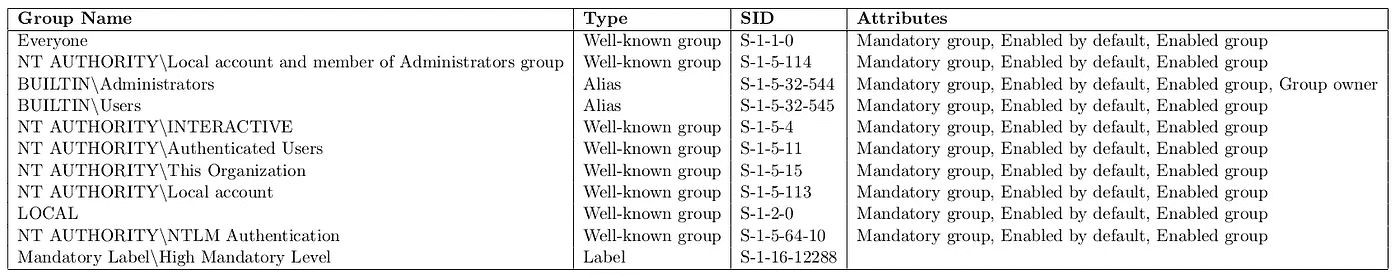 Group Name Type SID Attributes
Everyone Well-known group S-1-1-0 Mandatory group, Enabled by default, Enabled group
NT AUTHORITY\Local account and member of Administrators group Well-known group S-1-5-114 Mandatory group, Enabled by default, Enabled group
BUILTIN\Administrators Alias S-1-5-32-544 Mandatory group, Enabled by default, Enabled group, Group owner
BUILTIN\Users Alias S-1-5-32-545 Mandatory group, Enabled by default, Enabled group
NT AUTHORITY\INTERACTIVE Well-known group S-1-5-4 Mandatory group, Enabled by default, Enabled group
NT AUTHORITY\Authenticated Users Well-known group S-1-5-11 Mandatory group, Enabled by default, Enabled group
NT AUTHORITY\This Organization Well-known group S-1-5-15 Mandatory group, Enabled by default, Enabled group
NT AUTHORITY\Local account Well-known group S-1-5-113 Mandatory group, Enabled by default, Enabled group
LOCAL Well-known group S-1-2-0 Mandatory group, Enabled by default, Enabled group
NT AUTHORITY\NTLM Authentication Well-known group S-1-5-64-10 Mandatory group, Enabled by default, Enabled group
Mandatory Label\High Mandatory Level Label S-1-16-12288